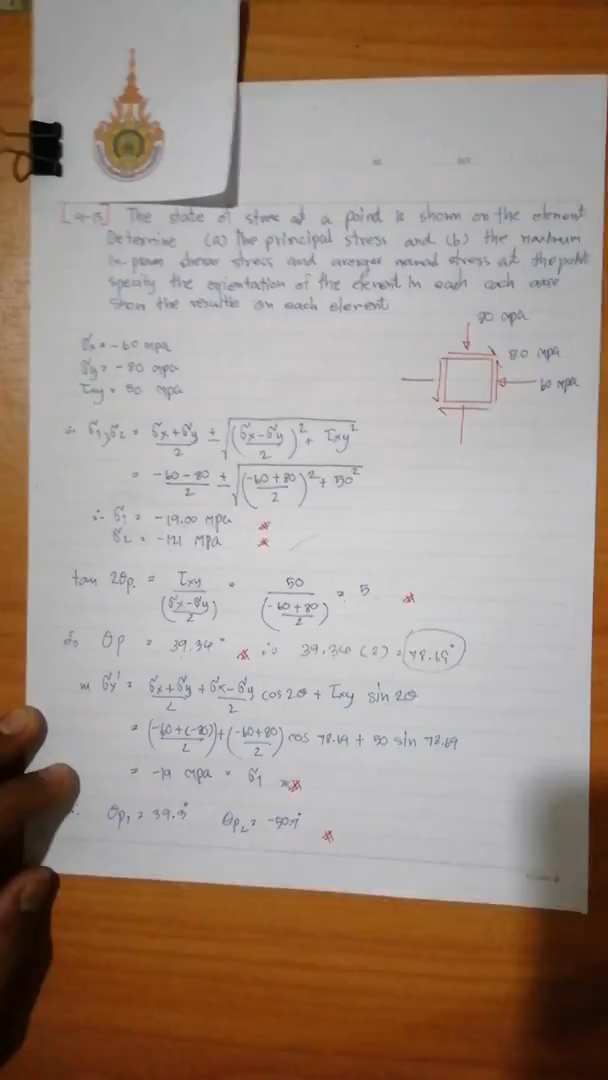 [9-15] The state of stress at a point is shown on the element
Determine (a) the principal stress and (b) the maximum
in-plan shear stress and average normal stress at the point
specify the orientation of the element in each case
show the results on each element
80 mpa
80 mpa
60 mpa
σx = -60 mpa
σy = -80 mpa
τxy = 50 mpa
∴ σ1,σ2 = σx+σy/2 ± √(σx-σy/2)² + τxy²
= -60-80/2 ± √(-60+80/2)² + 50²
∴ σ1 = -19.00 mpa
σ2 = -121 mpa
tan 2θp = τxy/(σx-σy/2) = 50/(-60+80/2) = 5
θp = 39.34° ∴ 39.34(2) = 78.69°
σx' = σx+σy/2 + σx-σy/2 cos 2θ + τxy sin 2θ
= (-60+(-80)/2) + (-60+80/2) cos 78.69 + 50 sin 78.69
= -19 mpa = σ1
∴ θp1 = 39.3° θp2 = -50.7°